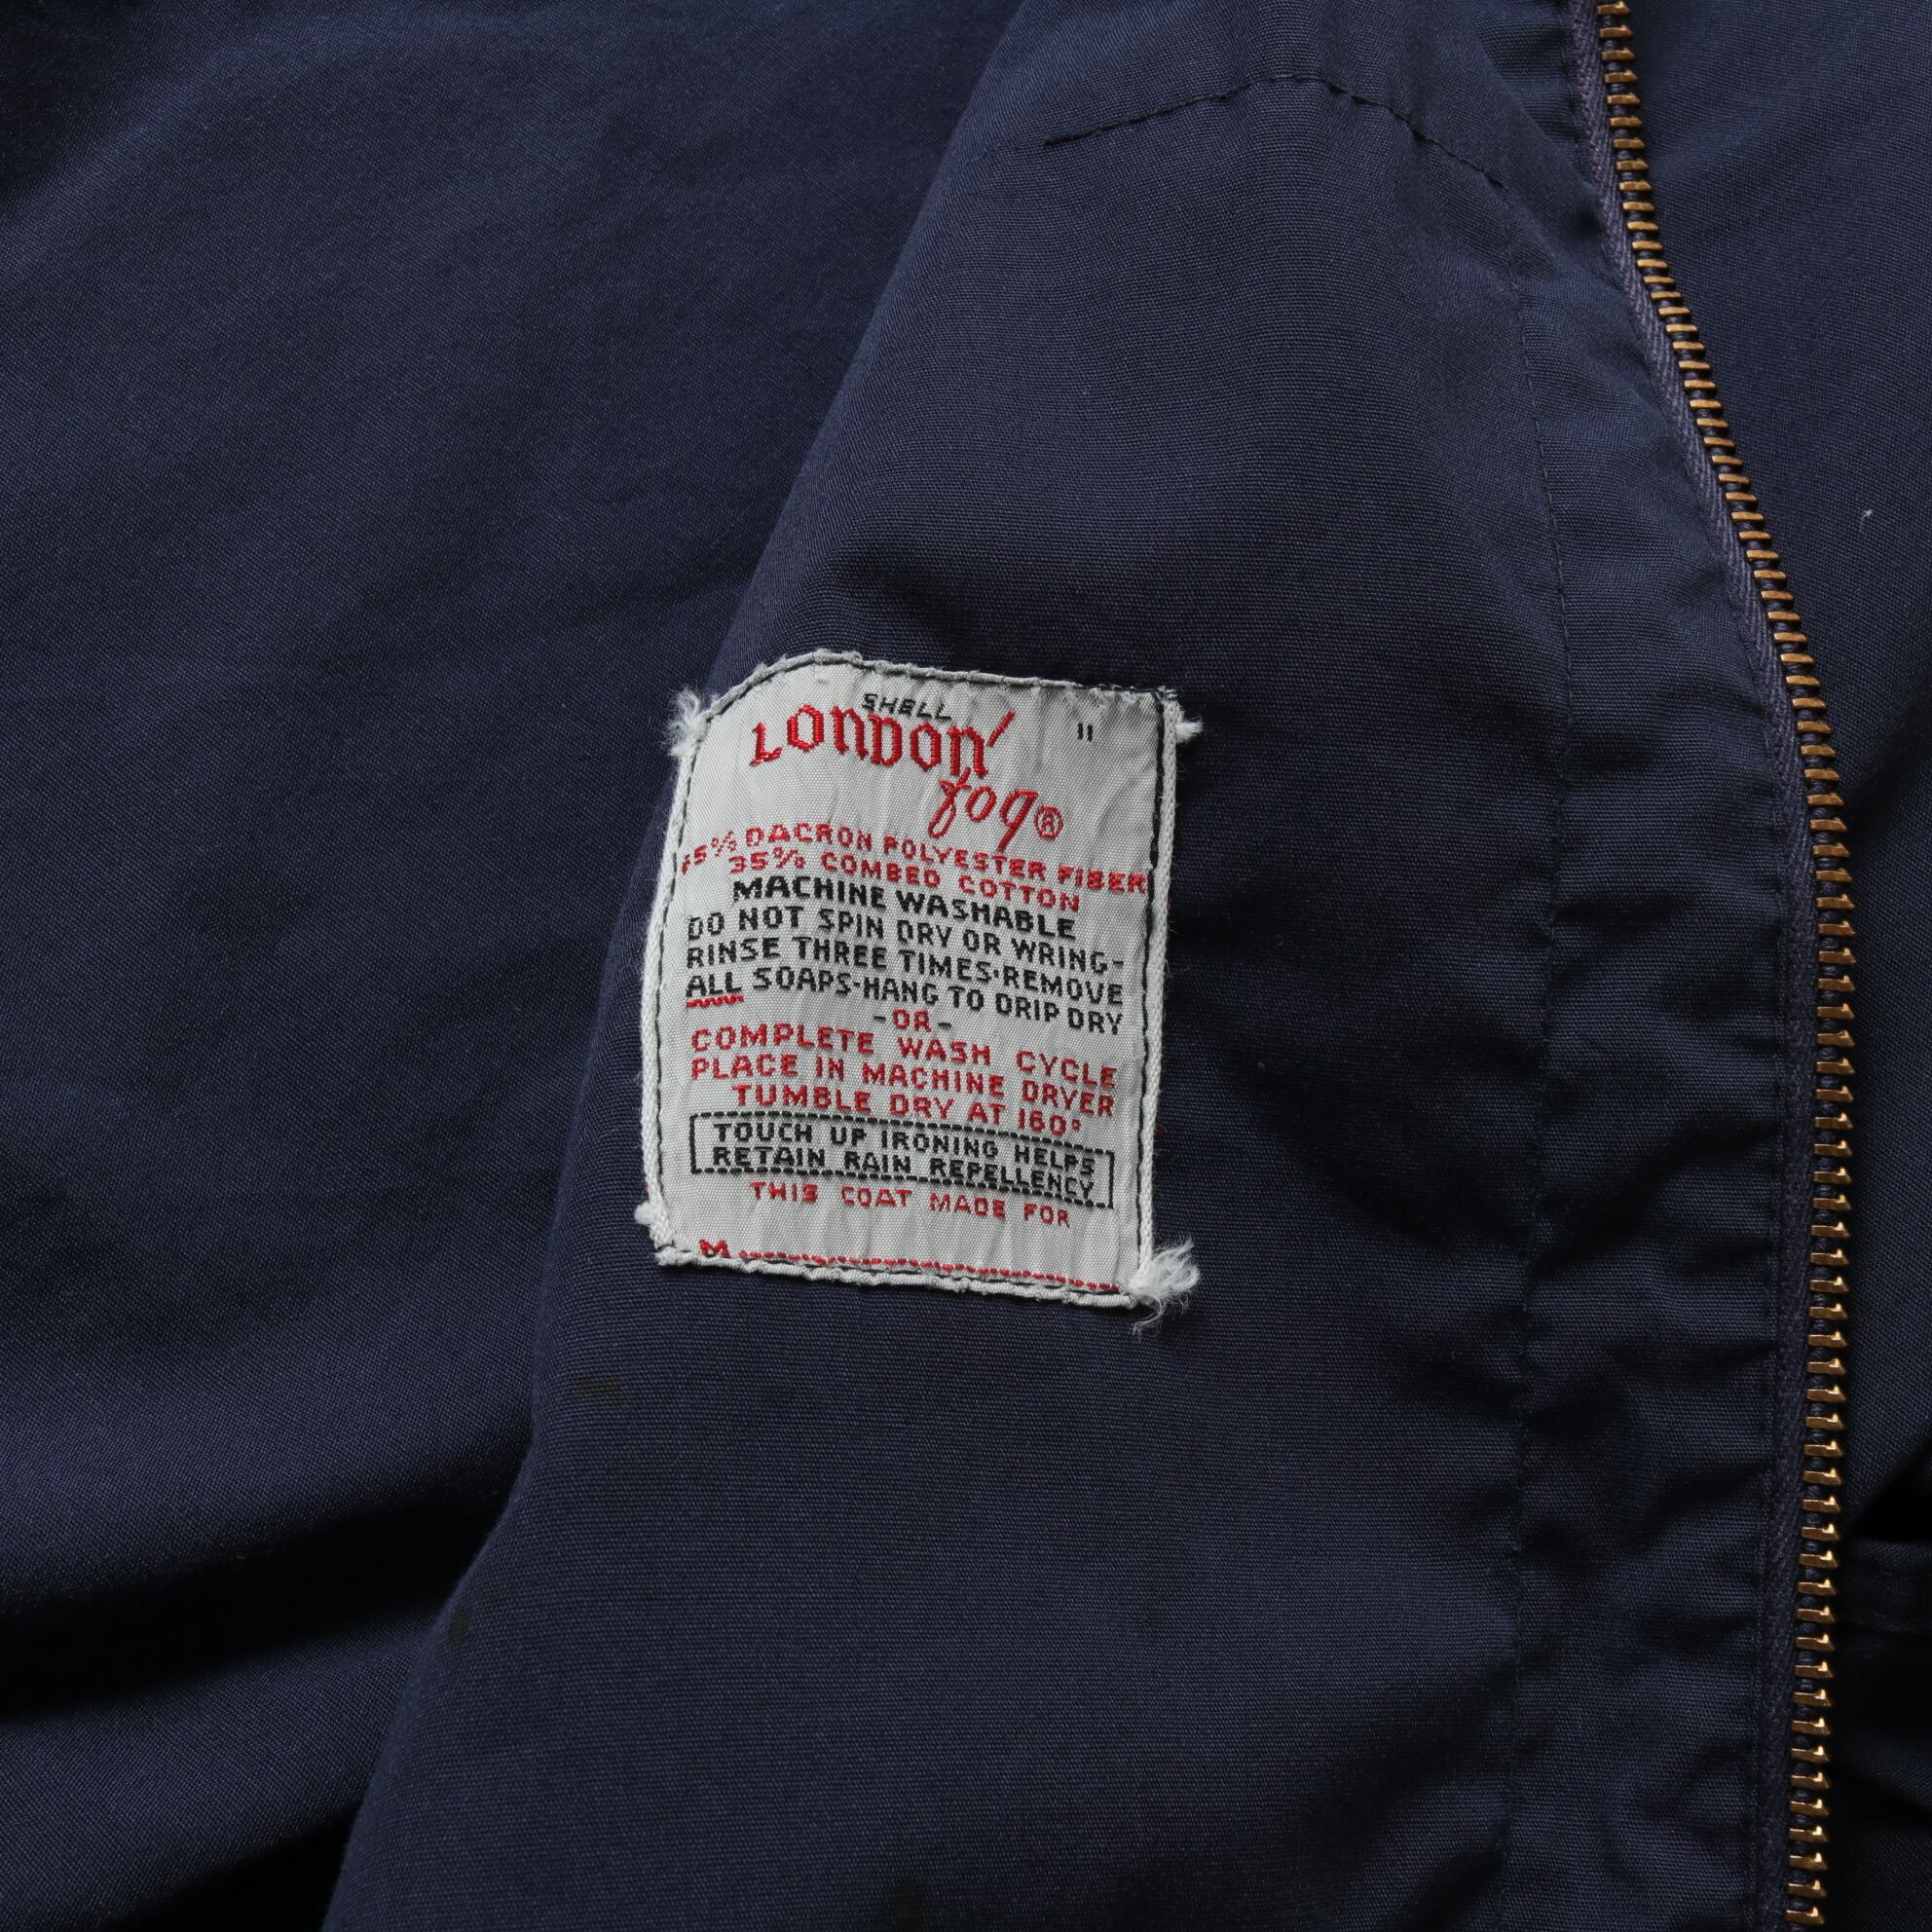 SHELL
LONDON
fog®
11
65% DACRON POLYESTER FIBER
35% COMBED COTTON
MACHINE WASHABLE
DO NOT SPIN DRY OR WRING-
RINSE THREE TIMES·REMOVE
ALL SOAPS-HANG TO DRIP DRY
-OR-
COMPLETE WASH CYCLE
PLACE IN MACHINE DRYER
TUMBLE DRY AT 160°
TOUCH UP IRONING HELPS
RETAIN RAIN REPELLENCY
THIS COAT MADE FOR
M